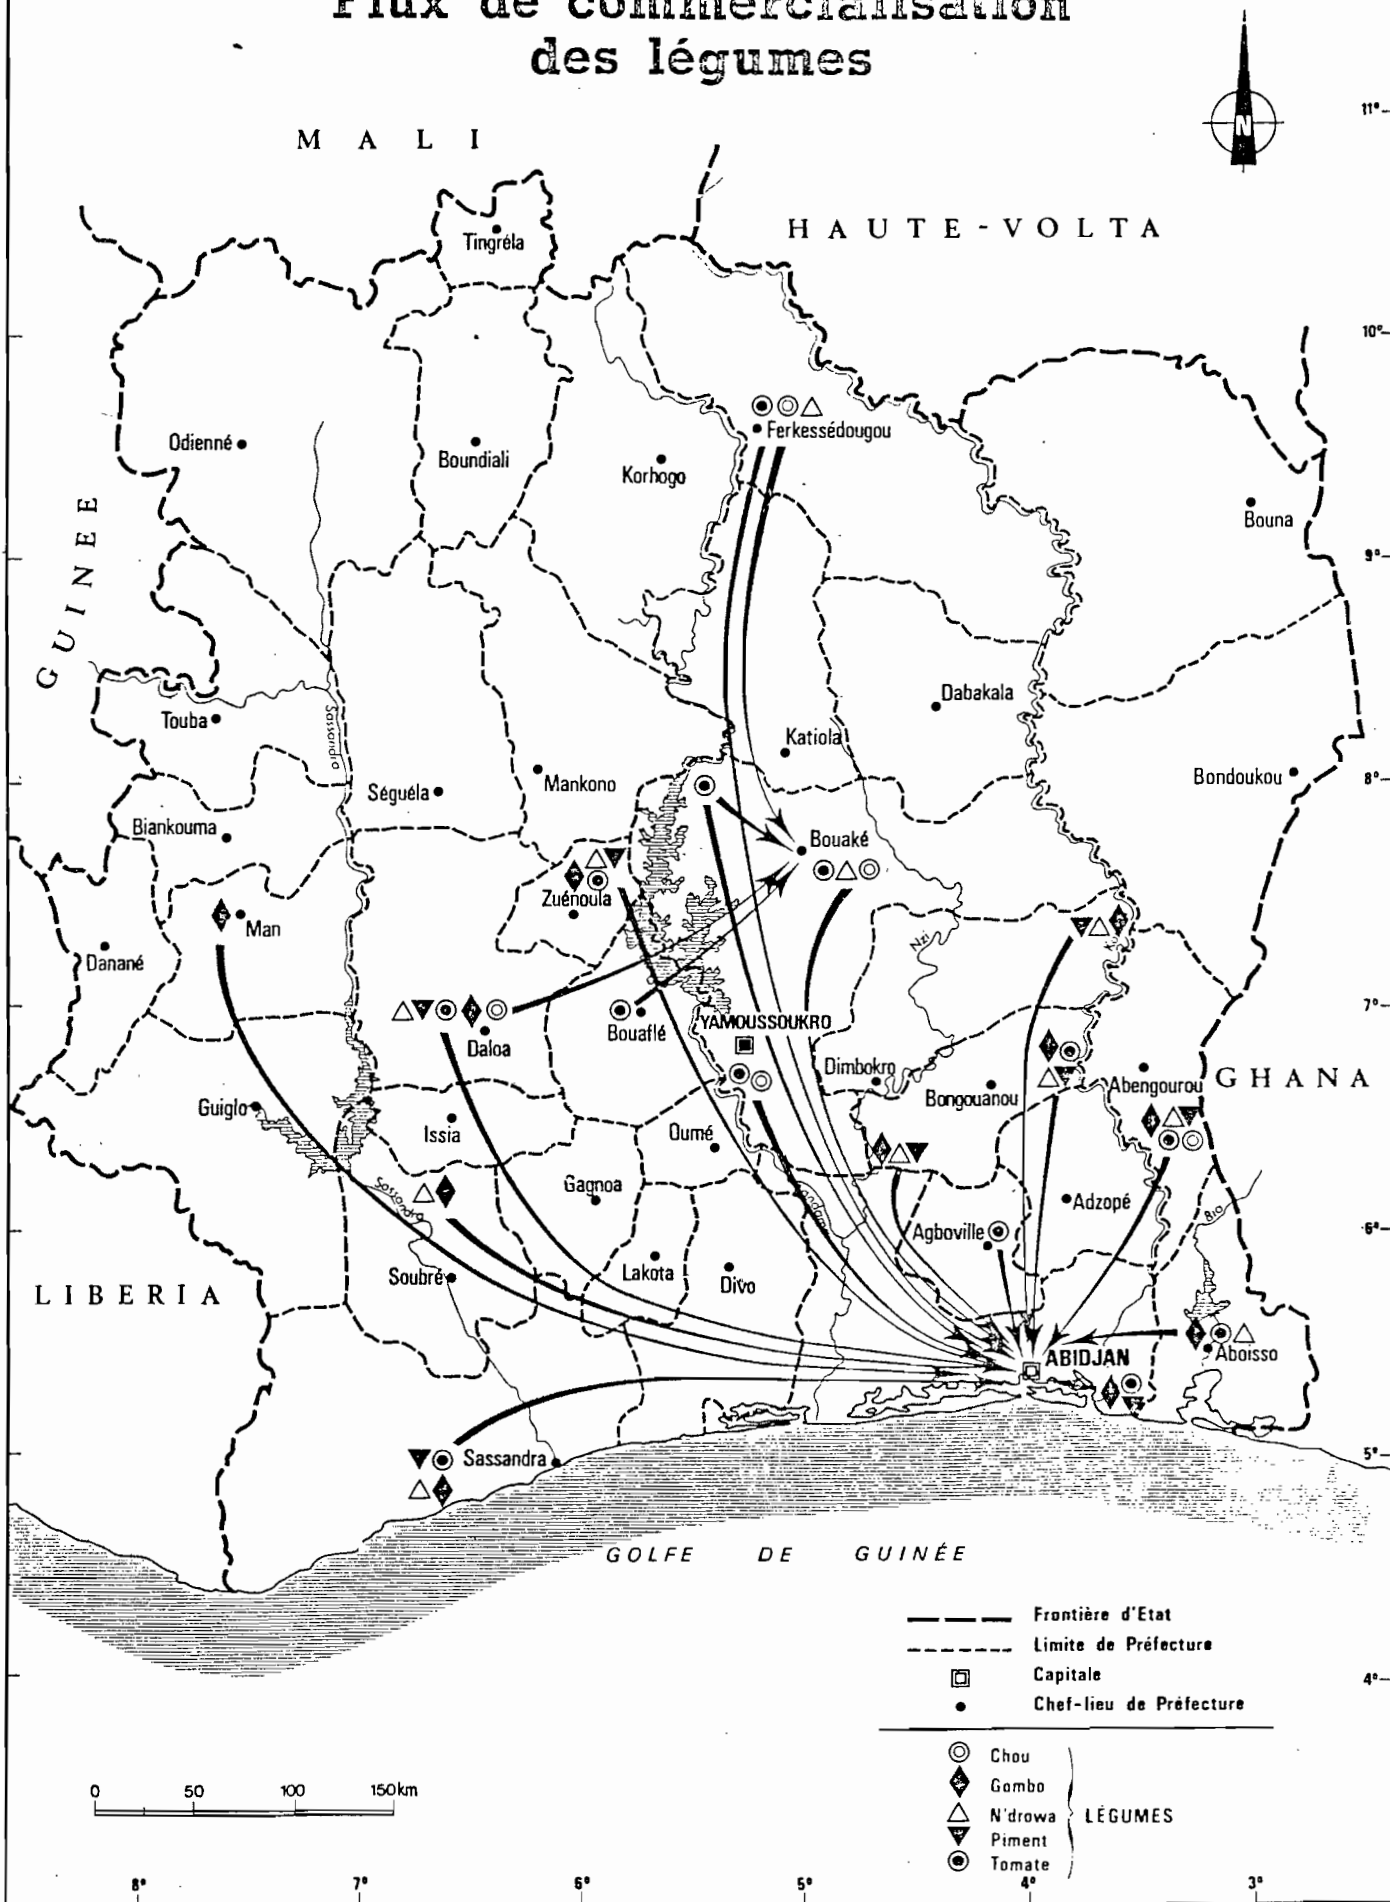 Flux de commercialisation
des légumes
N
11°
MALI
HAUTE-VOLTA
Tingréla
10°
Ferkessédougou
Odienné
Boundiali
Korhogo
Bouna
GUINEE
9°
Dabakala
Touba
Sassandra
Katiola
Mankono
Séguéla
Bondoukou
8°
Biankouma
Bouaké
Zuénoula
Man
Nzi
Danané
7°
Bouaflé
YAMOUSSOUKRO
Daloa
Dimbokro
Bongouanou
Abengourou
GHANA
Guiglo
Issia
Oumé
Gagnoa
Sassandra
Adzopé
Bio
6°
Agboville
Soubré
Lakota
Divo
LIBERIA
ABIDJAN
Aboisso
5°
Sassandra
GOLFE DE GUINÉE
Frontière d'Etat
Limite de Préfecture
Capitale
4°
Chef-lieu de Préfecture
Chou
Gombo
N'drowa
LÉGUMES
Piment
Tomate
0 50 100 150km
8° 7° 6° 5° 4° 3°